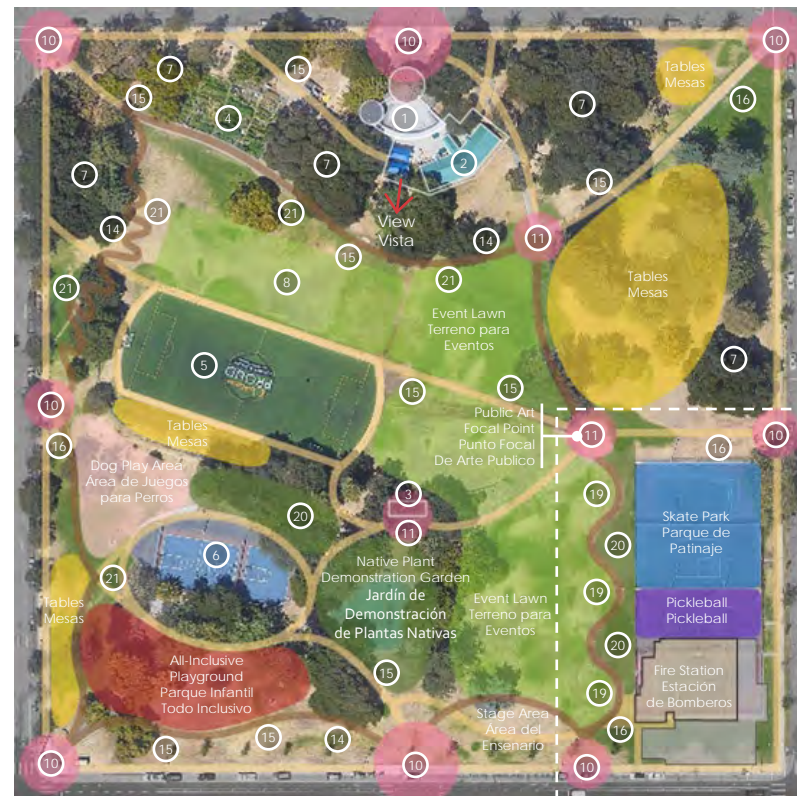 10
10
10
7
15
Tables
Mesas
15
16
4
1
7
7
2
7
15
21
21
View
Vista
14
14
11
15
21
8
21
Tables
Mesas
Event Lawn
Terreno para
Eventos
5
PROUD
7
15
15
10
Public Art
Focal Point
Punto Focal
De Arte Publico
11
10
Tables
Mesas
16
16
Dog Play Area
Área de Juegos
para Perros
3
19
20
11
Skate Park
Parque de
Patinaje
20
6
Native Plant
Demonstration Garden
Jardín de
Demonstración
de Plantas Nativas
21
Tables
Mesas
Event Lawn
Terreno para
Eventos
19
Pickleball
Pickleball
20
All-Inclusive
Playground
Parque Infantil
Todo Inclusivo
15
Fire Station
Estación
de Bomberos
19
Stage Area
Área del
Ensenario
16
15
15
14
10
10
10